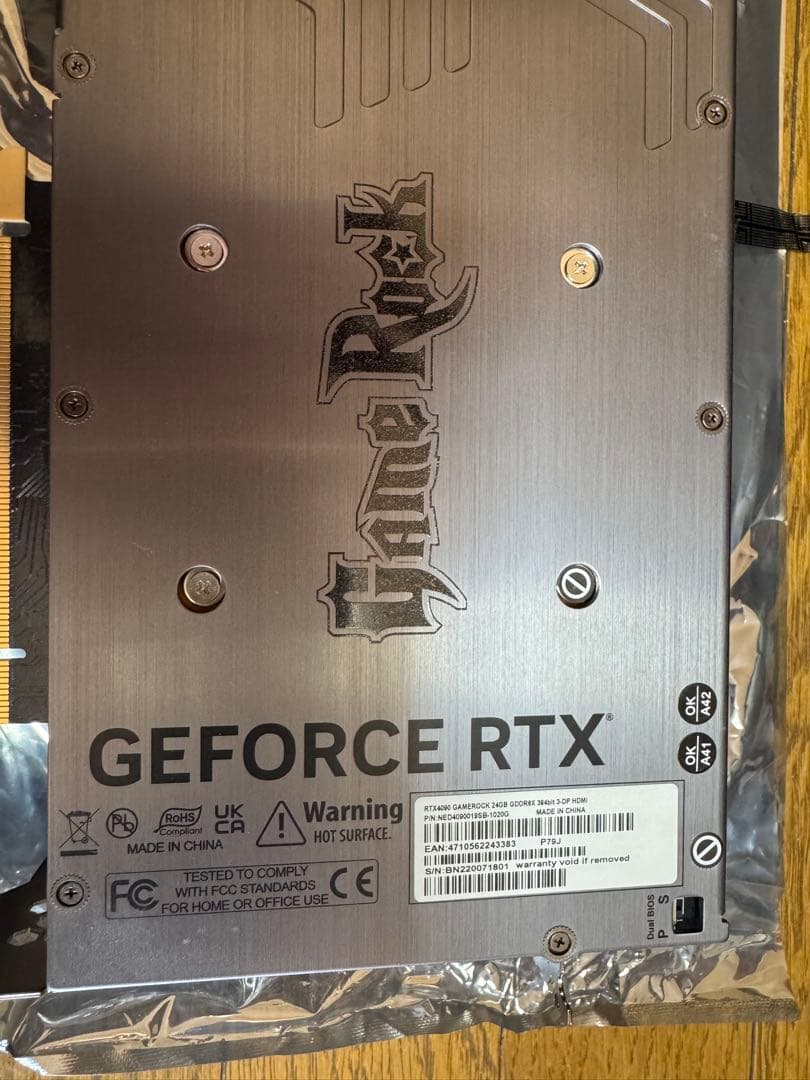 GameRock
GEFORCE RTX®
OK
A42
OK
A41
Pb
RoHS
Compliant
UK
CA
Warning
HOT SURFACE.
MADE IN CHINA
FC
TESTED TO COMPLY
WITH FCC STANDARDS
FOR HOME OR OFFICE USE
CE
RTX4090 GAMEROCK 24GB GDDR6X 384bit 3-DP HDMI
P/N:NED4090019SB-1020G MADE IN CHINA
EAN:4710562243383 P79J
S/N:BN220071601 warranty void if removed
Dual BIOS
P S